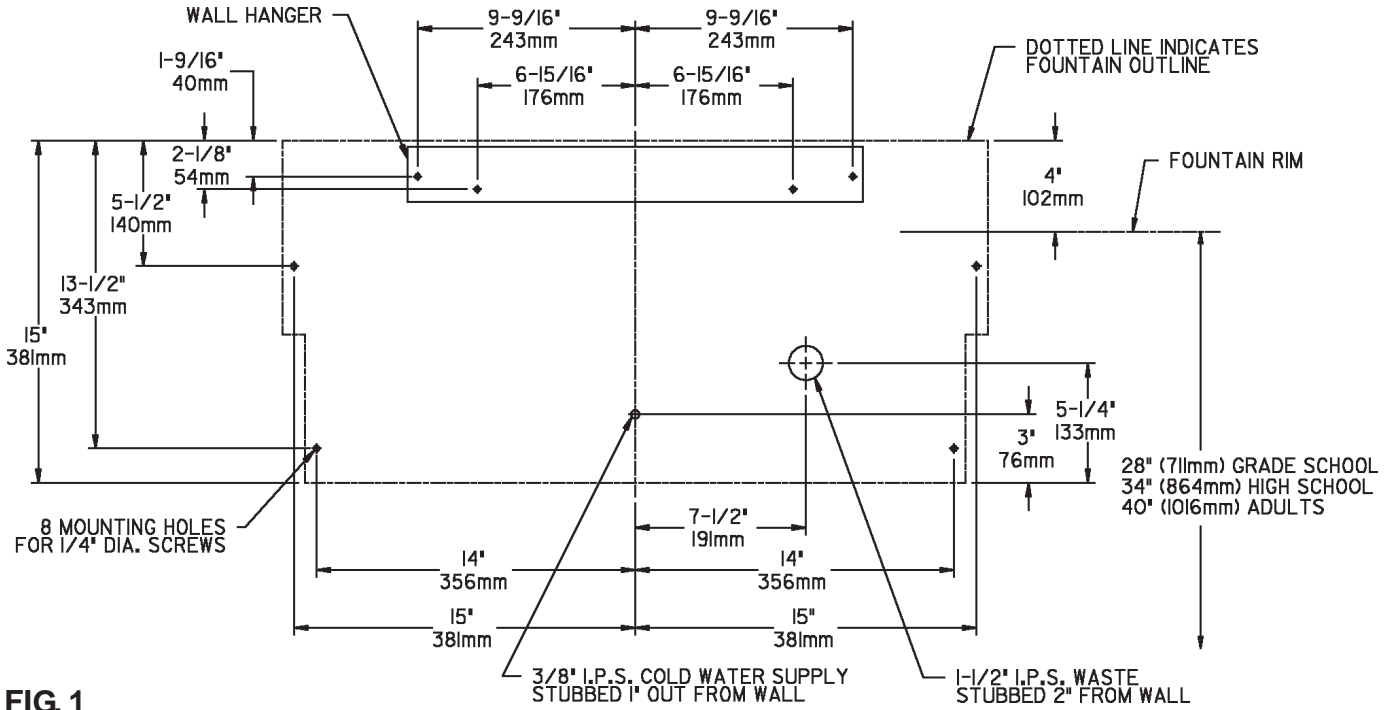 WALL HANGER
9-9/16"
243mm
9-9/16"
243mm
DOTTED LINE INDICATES
FOUNTAIN OUTLINE
1-9/16"
40mm
6-15/16"
176mm
6-15/16"
176mm
2-1/8"
54mm
4"
102mm
FOUNTAIN RIM
5-1/2"
140mm
13-1/2"
343mm
15"
381mm
5-1/4"
133mm
3"
76mm
28" (711mm) GRADE SCHOOL
34" (864mm) HIGH SCHOOL
40" (1016mm) ADULTS
8 MOUNTING HOLES
FOR 1/4" DIA. SCREWS
7-1/2"
191mm
14"
356mm
14"
356mm
15"
381mm
15"
381mm
3/8" I.P.S. COLD WATER SUPPLY
STUBBED 1" OUT FROM WALL
1-1/2" I.P.S. WASTE
STUBBED 2" FROM WALL
FIG. 1